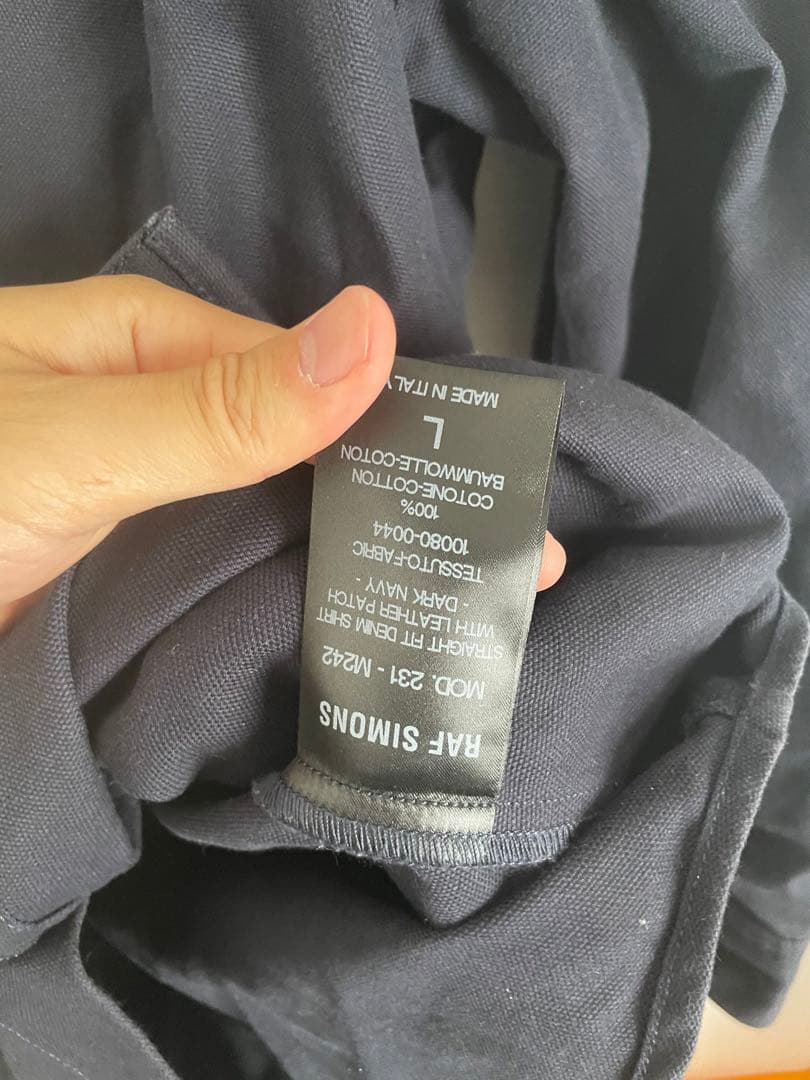 RAF SIMONS
MOD. 231 - M242
STRAIGHT FIT DENIM SHIRT
WITH LEATHER PATCH
- DARK NAVY -
TESSUTO-FABRIC
10080-0044
100%
COTONE-COTTON
BAUMWOLLE-COTON
L
MADE IN ITALY